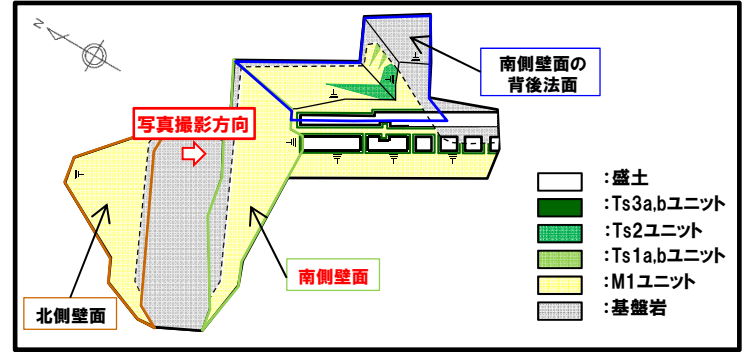 N
南側壁面の
背後法面
写真撮影方向
南側壁面
北側壁面
:盛土
:Ts3a,bユニット
:Ts2ユニット
:Ts1a,bユニット
:M1ユニット
:基盤岩